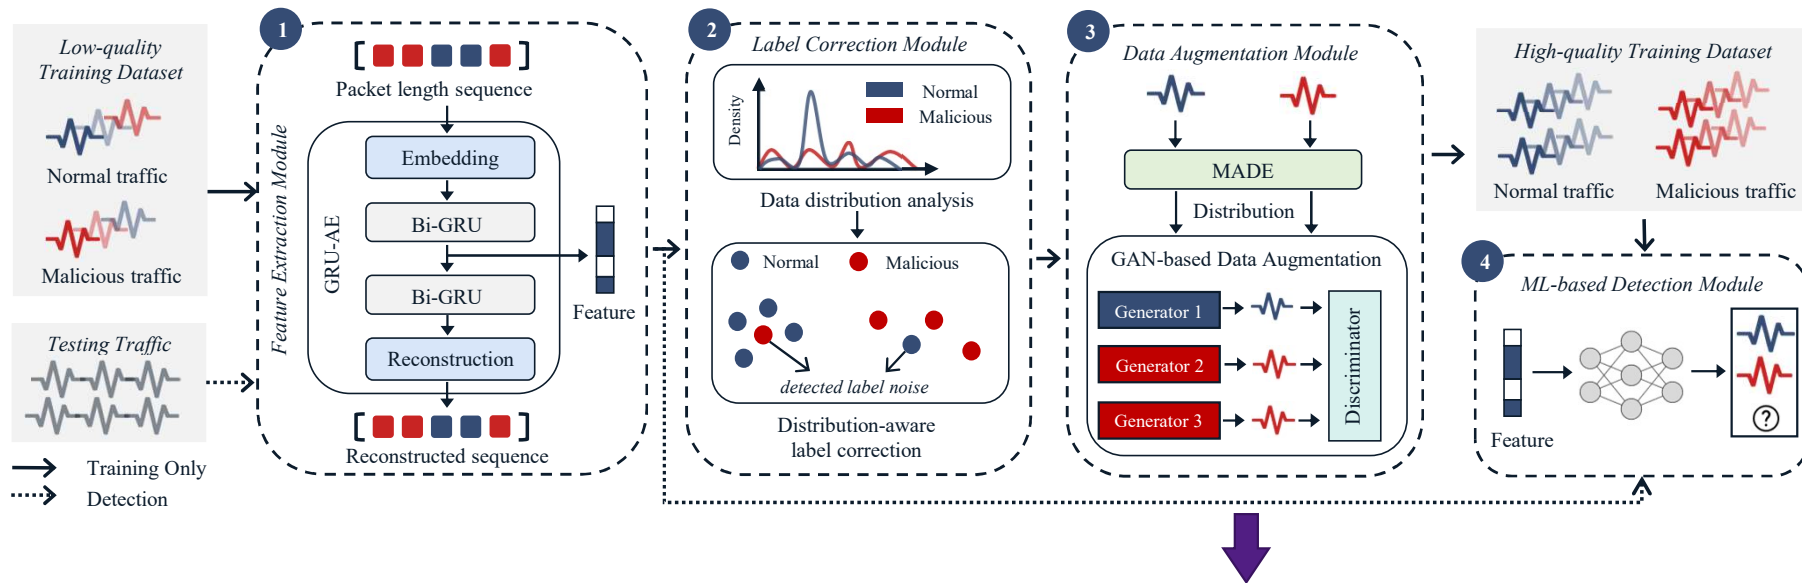 Low-quality
Training Dataset
Normal traffic
Malicious traffic
Testing Traffic
Training Only
Detection
1
Feature Extraction Module
Packet length sequence
GRU-AE
Embedding
Bi-GRU
Bi-GRU
Reconstruction
Feature
Reconstructed sequence
2
Label Correction Module
Density
Normal
Malicious
Data distribution analysis
Normal
Malicious
detected label noise
Distribution-aware
label correction
3
Data Augmentation Module
MADE
Distribution
GAN-based Data Augmentation
Generator 1
Generator 2
Generator 3
Discriminator
High-quality Training Dataset
Normal traffic
Malicious traffic
4
ML-based Detection Module
Feature
?